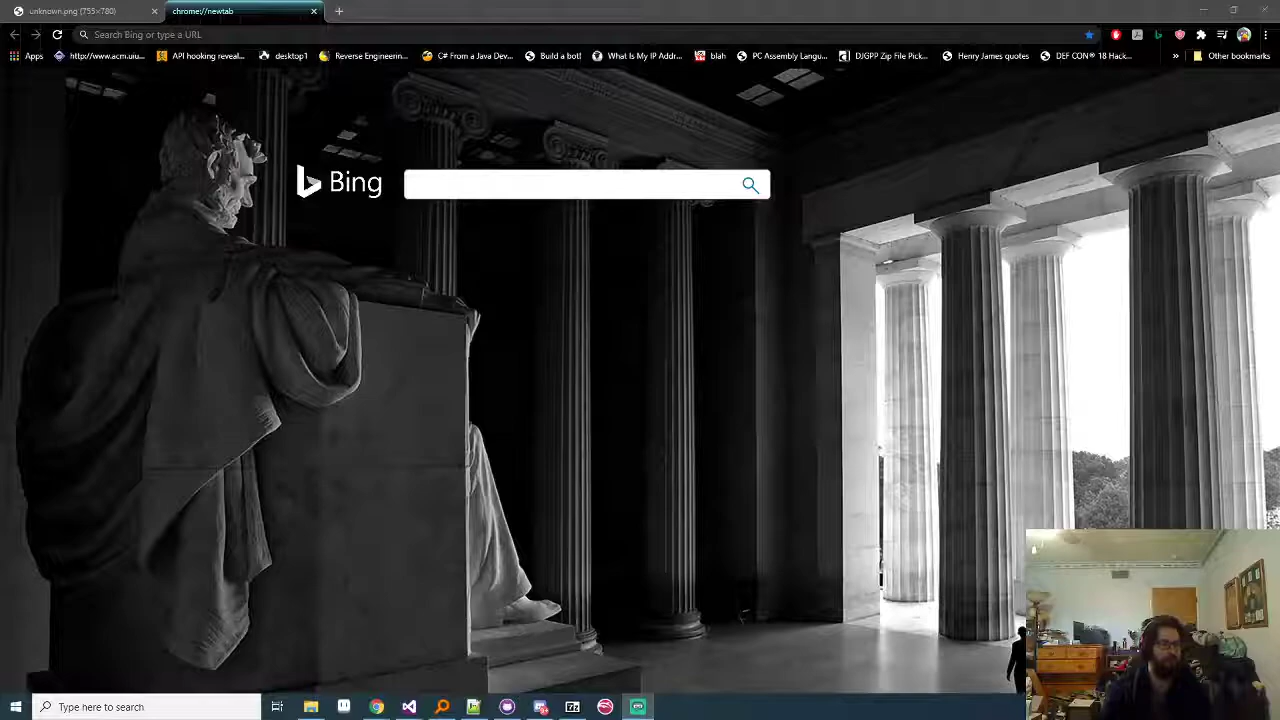 unknown.png (755×780)
chrome://newtab
Search Bing or type a URL
Apps
http://www.acm.uiu...
API hooking reveal...
desktop1
Reverse Engineerin...
C# From a Java Dev...
Build a bot!
What Is My IP Addr...
blah
PC Assembly Langu...
DJGPP Zip File Pick...
Henry James quotes
DEF CON® 18 Hack...
»
Other bookmarks
Bing
Type here to search